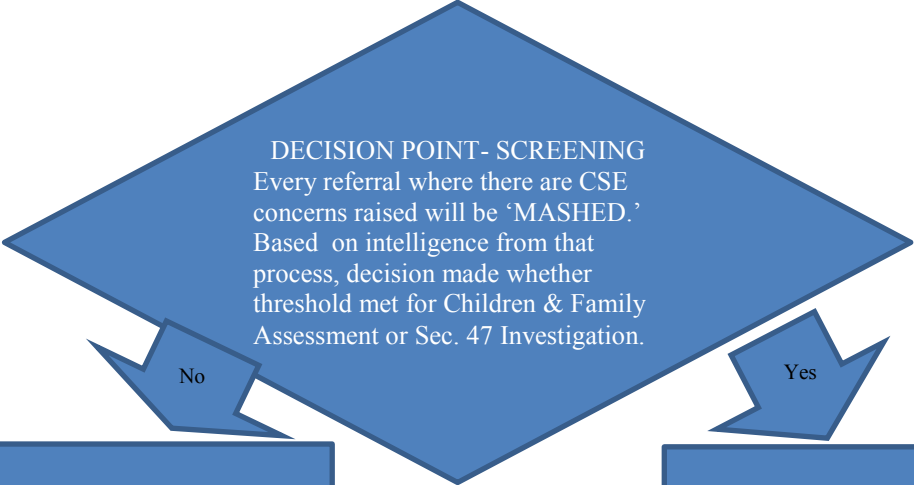 DECISION POINT- SCREENING
Every referral where there are CSE
concerns raised will be ‘MASHED.’
Based  on intelligence from that
process, decision made whether
threshold met for Children & Family
Assessment or Sec. 47 Investigation.
No
Yes